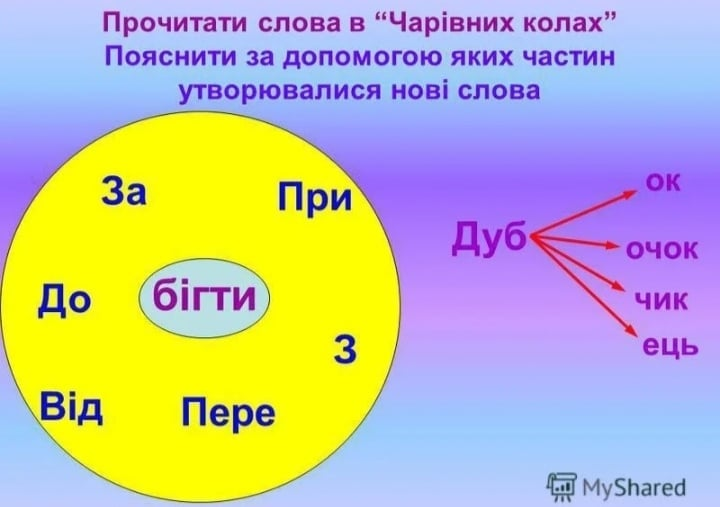 Прочитати слова в “Чарівних колах”
Пояснити за допомогою яких частин
утворювалися нові слова
За
При
До
бігти
З
Від
Пере
Дуб
ок
очок
чик
ець
MyShared